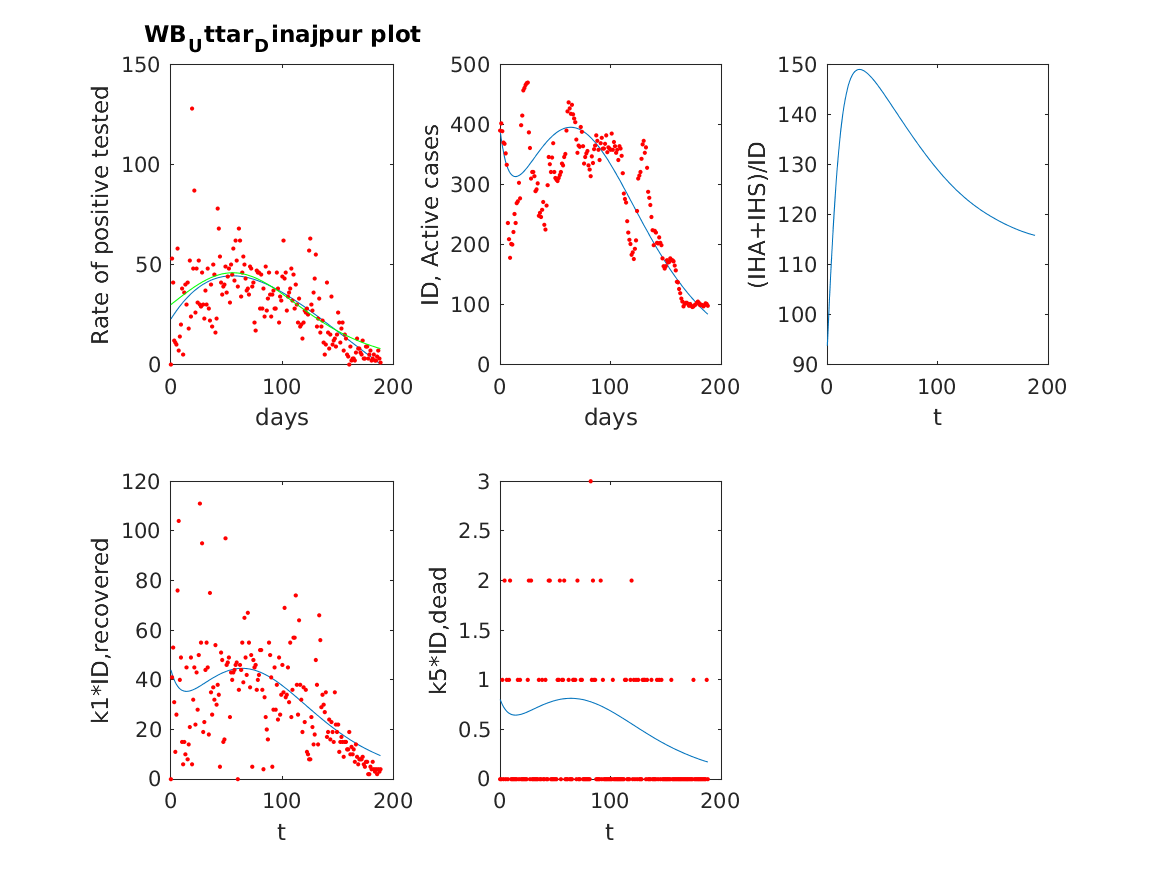 WB_Uttar_Dinajpur plot
150
100
50
0
0 100 200
Rate of positive tested
days
500
400
300
200
100
0
0 100 200
ID, Active cases
days
150
140
130
120
110
100
90
0 100 200
(IHA+IHS)/ID
t
120
100
80
60
40
20
0
0 100 200
k1*ID,recovered
t
3
2.5
2
1.5
1
0.5
0
0 100 200
k5*ID,dead
t